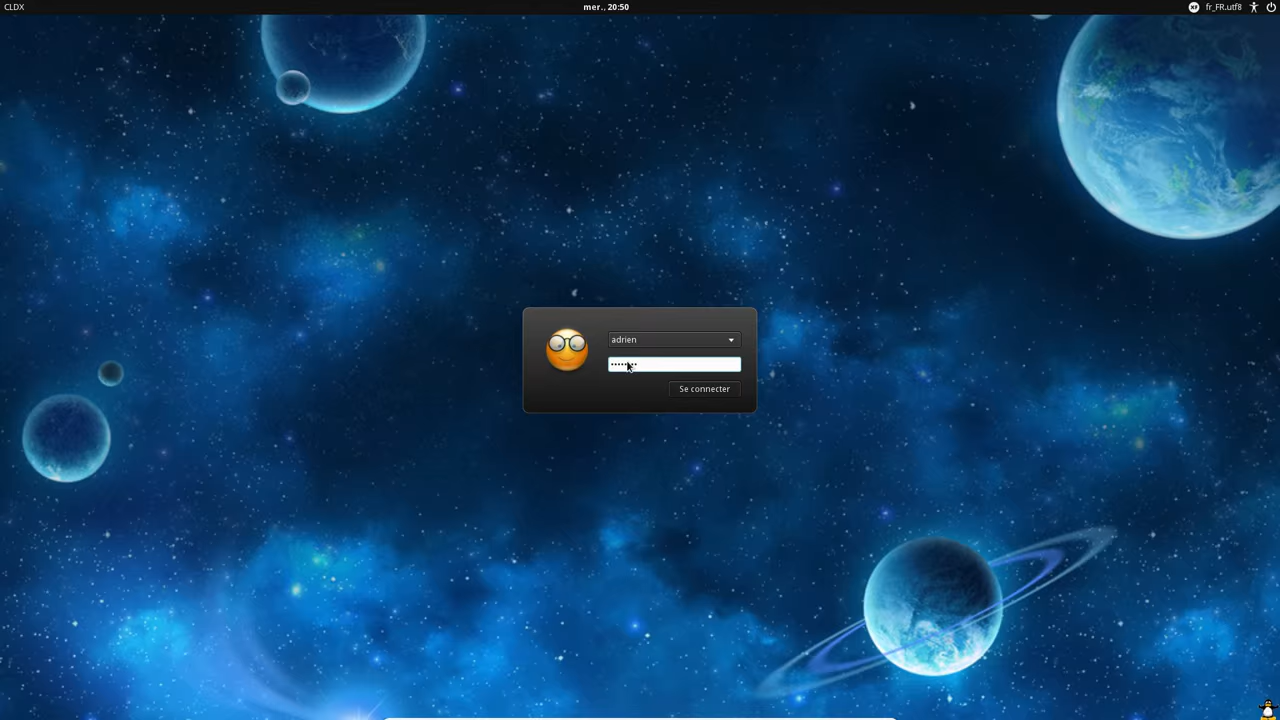 CLDX
mer., 20:50
fr_FR.utf8
adrien
Se connecter